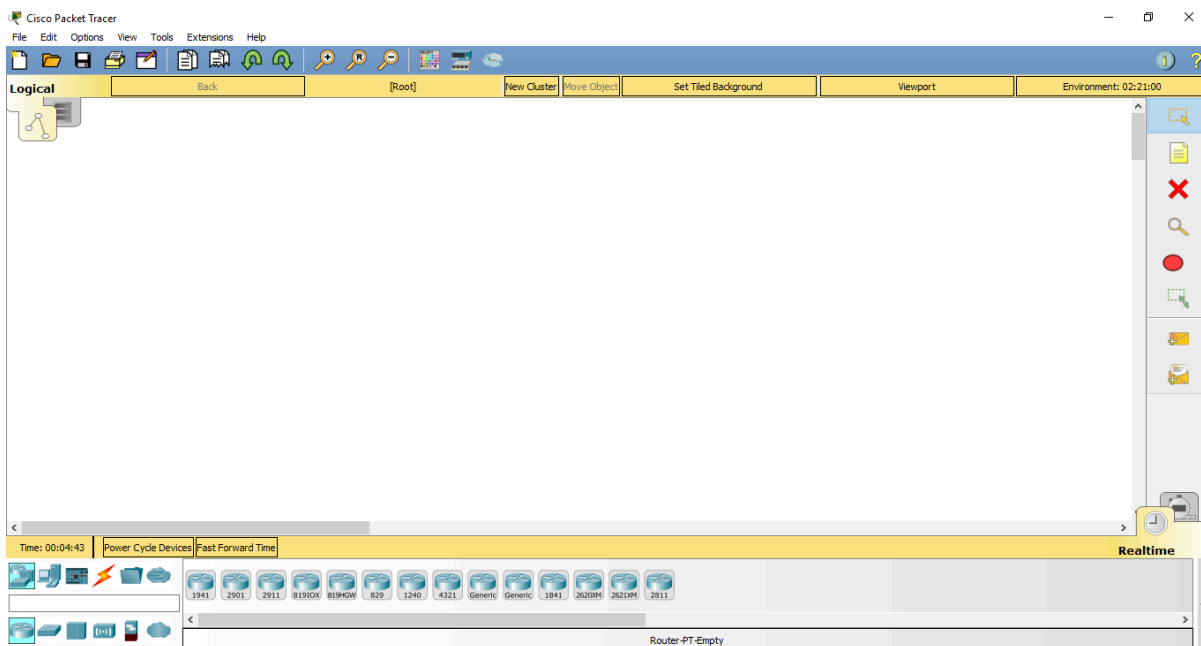 Cisco Packet Tracer
File Edit Options View Tools Extensions Help
Logical Back [Root] New Cluster Move Object Set Tiled Background Viewport Environment: 02:21:00
Time: 00:04:43 Power Cycle Devices Fast Forward Time Realtime
1941 2901 2911 819IOX 819HGW 829 1240 4321 Generic Generic 1841 2620XM 2621XM 2811
Router-PT-Empty